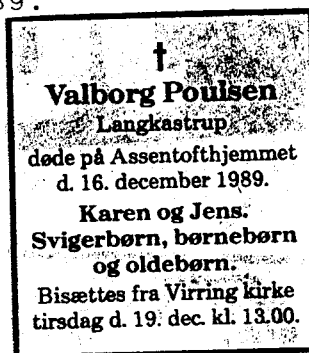 89.
Valborg Poulsen
Langkastrup
døde på Assentofthjemmet
d. 16. december 1989.
Karen og Jens.
Svigerbørn, børnebørn
og oldebørn.
Bisættes fra Virring kirke
tirsdag d. 19. dec. kl. 13.00.